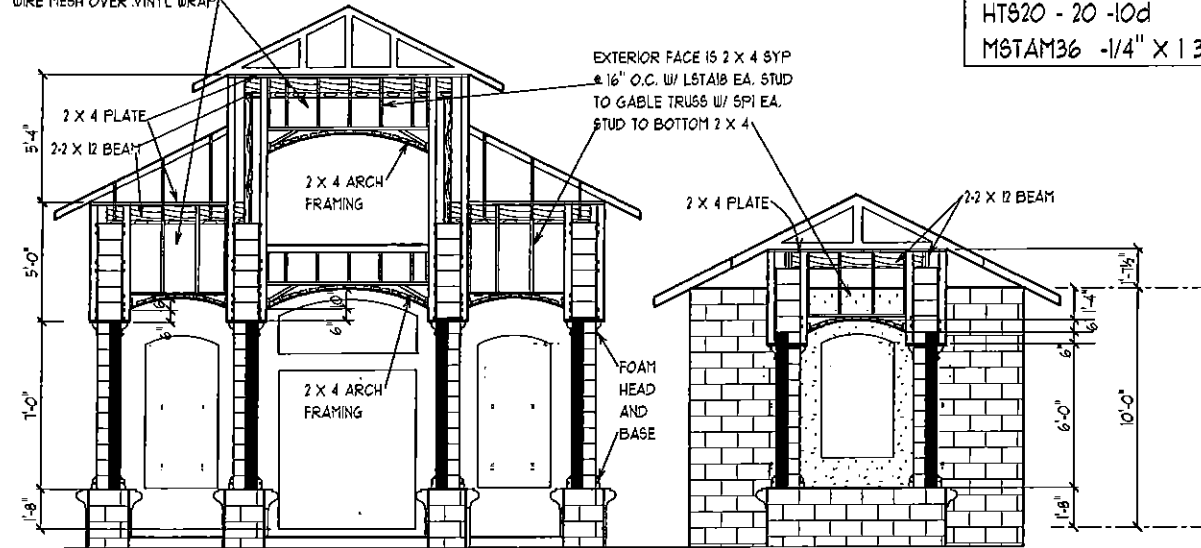 WIRE MESH OVER VINYL WRAP
HTS20 - 20 -10d
MSTAM36 -1/4" X 1 3
EXTERIOR FACE IS 2 X 4 SYP
@ 16" O.C. W/ LSTA18 EA. STUD
TO GABLE TRUSS W/ SP1 EA.
STUD TO BOTTOM 2 X 4
2 X 4 PLATE
2-2 X 12 BEAM
5'-4"
2 X 4 ARCH
FRAMING
2 X 4 PLATE
2-2 X 12 BEAM
5'-0"
1'-7½"
1'-4"
6"
6"
10"
6"
6"
6"
2 X 4 ARCH
FRAMING
FOAM
HEAD
AND
BASE
7'-0"
6'-0"
10'-0"
1'-8"
1'-8"